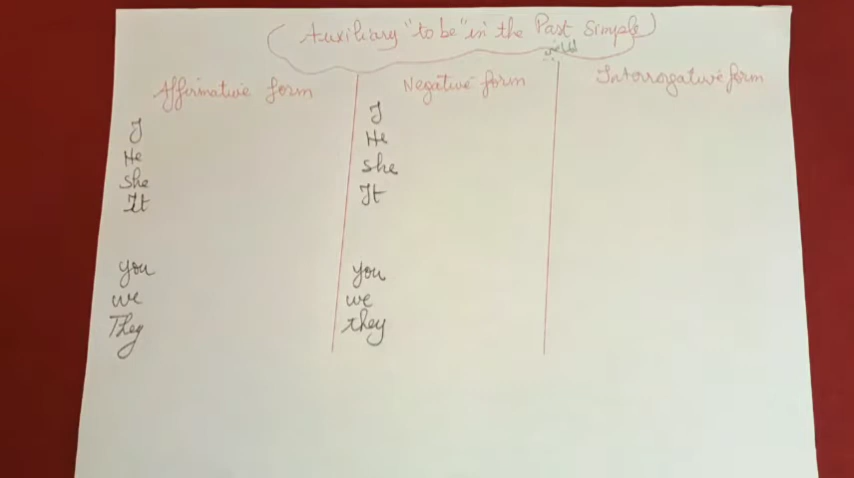 Auxiliary "to be" in the Past Simple
Affirmative form
I
He
she
It
you
we
They
Negative form
I
He
she
It
you
we
they
Interrogative form